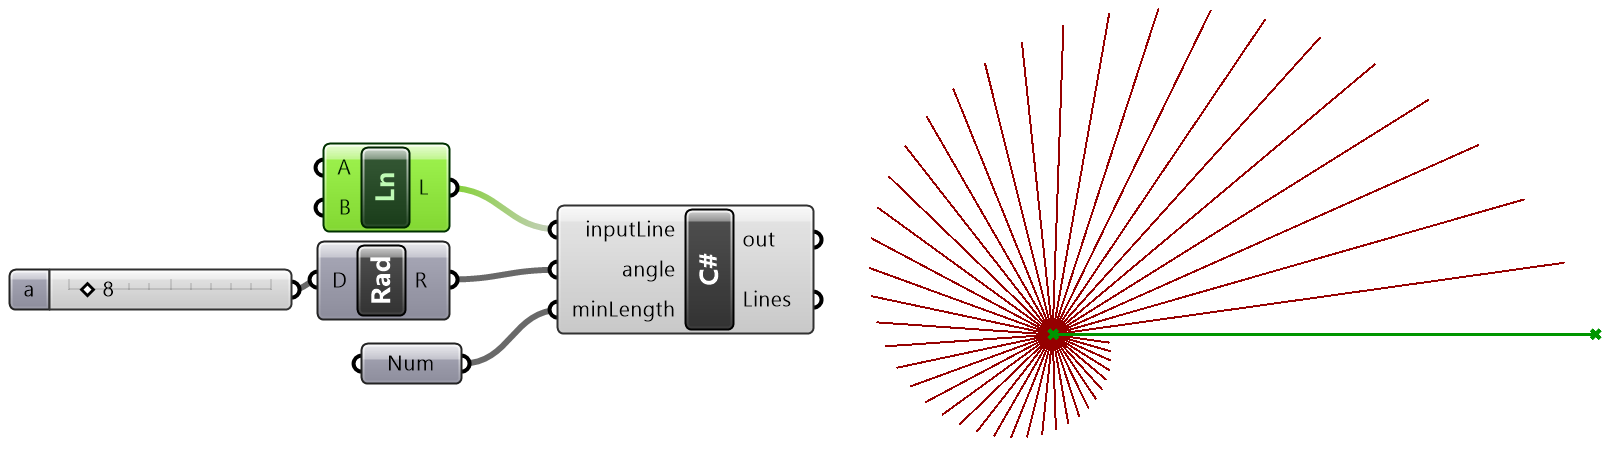 A
B
Ln
L
a
8
D
Rad
R
Num
inputLine
angle
minLength
C#
out
Lines